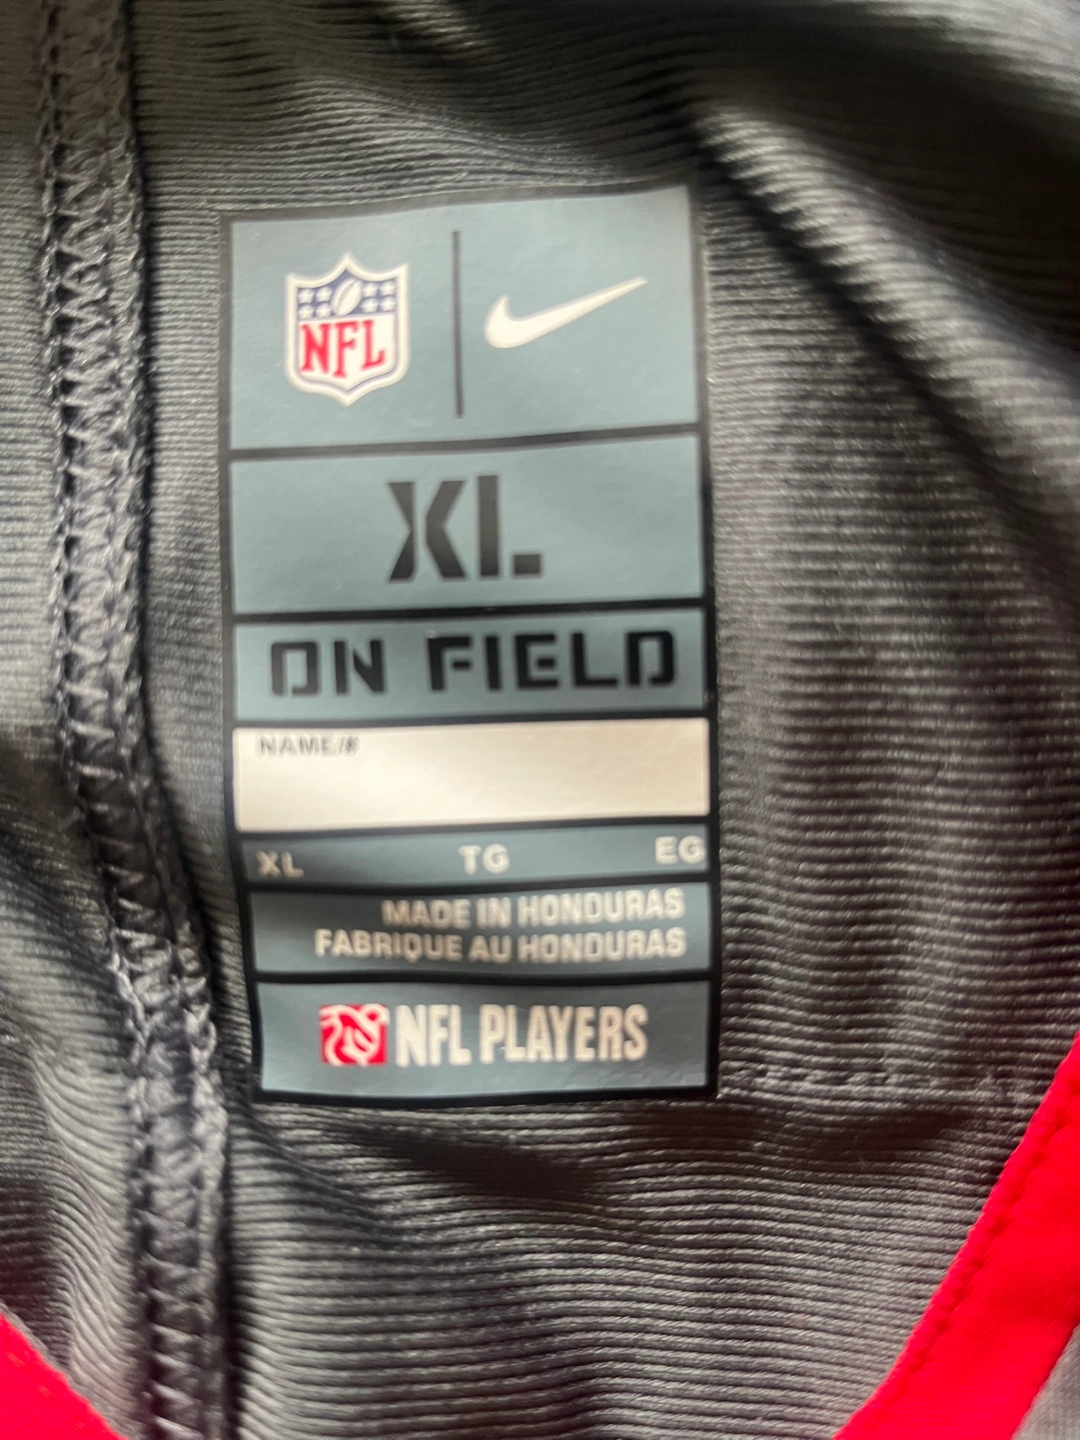 NFL
XL
ON FIELD
NAME/#
XL TG EG
MADE IN HONDURAS
FABRIQUE AU HONDURAS
NFL PLAYERS